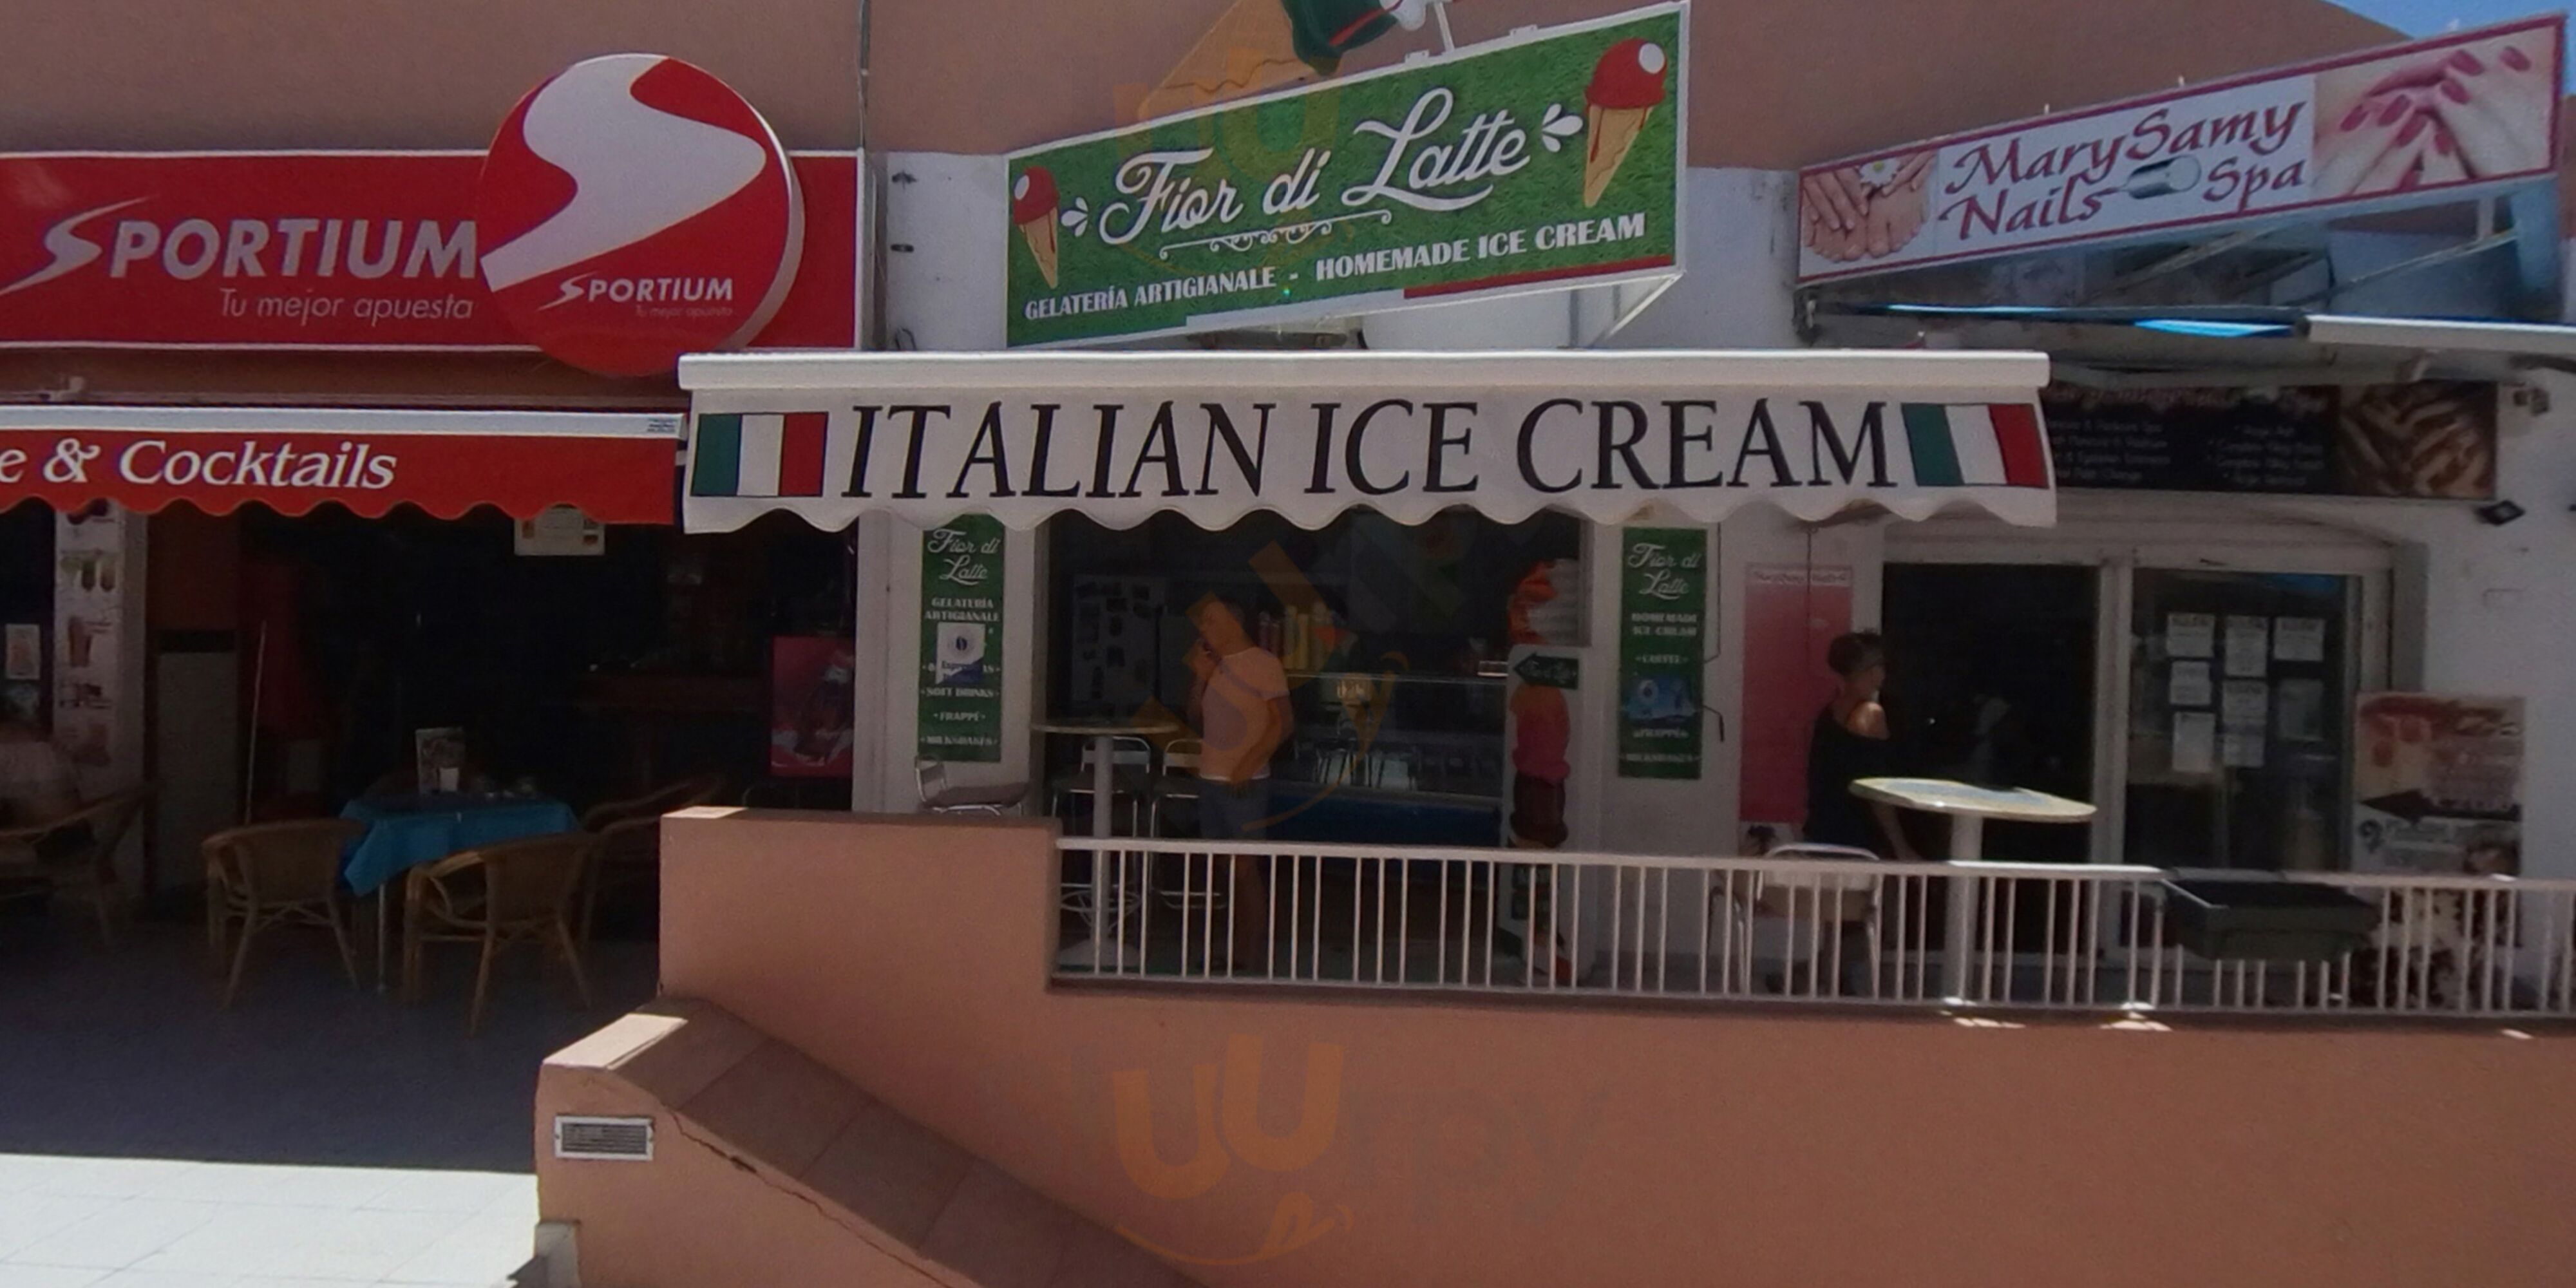 SPORTIUM
Tu mejor apuesta
SPORTIUM
Tu mejor apuesta
e & Cocktails
Fior di Latte
GELATERÍA ARTIGIANALE - HOMEMADE ICE CREAM
ITALIAN ICE CREAM
MarySamy
Nails Spa
Fior di
Latte
GELATERÍA
ARTIGIANALE
• SOFT DRINKS •
• FRAPPÉ •
• MILKSHAKES •
Fior di
Latte
HOMEMADE
ICE CREAM
• COFFEE •
• FRAPPÉ •
• MILKSHAKES •